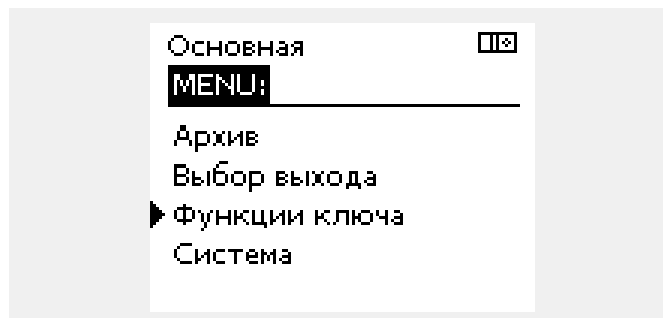 Основная
MENU:
Архив
Выбор выхода
Функции ключа
Система